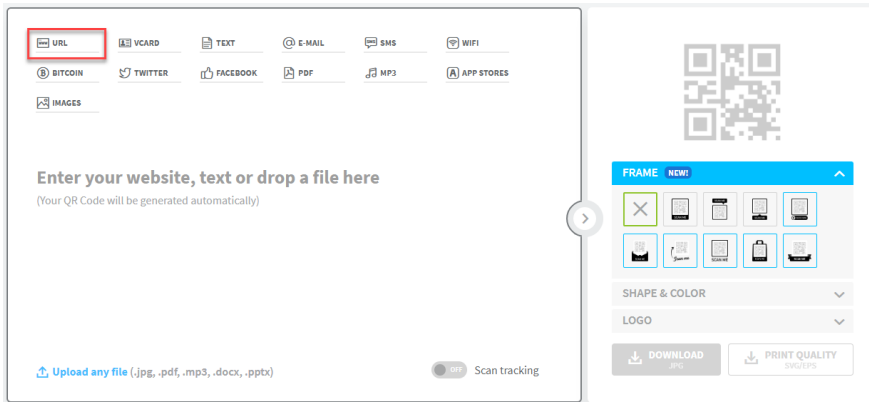 URL VCARD TEXT E-MAIL SMS WIFI
BITCOIN TWITTER FACEBOOK PDF MP3 APP STORES
IMAGES
Enter your website, text or drop a file here
(Your QR Code will be generated automatically)
Upload any file (.jpg, .pdf, .mp3, .docx, .pptx)
OFF Scan tracking
FRAME NEW!
SCAN ME
SHAPE & COLOR
LOGO
DOWNLOAD
JPG
PRINT QUALITY
SVG/EPS